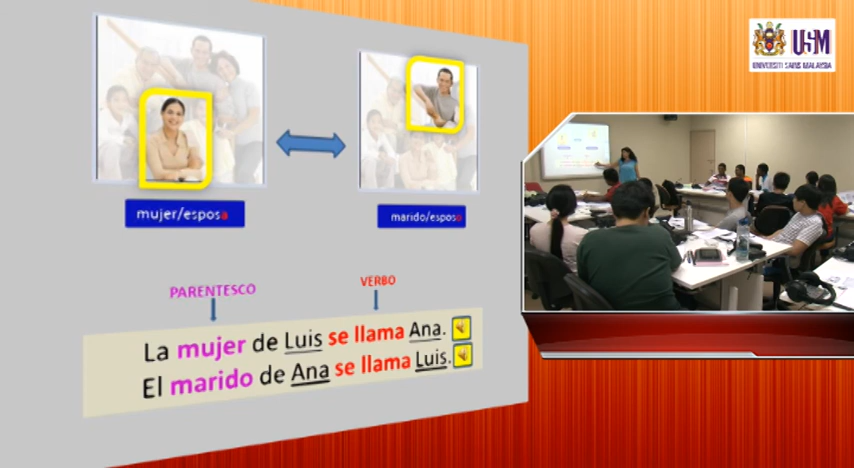 USM
UNIVERSITI SAINS MALAYSIA
mujer/esposa
marido/esposo
PARENTESCO
VERBO
La mujer de Luis se llama Ana.
El marido de Ana se llama Luis.